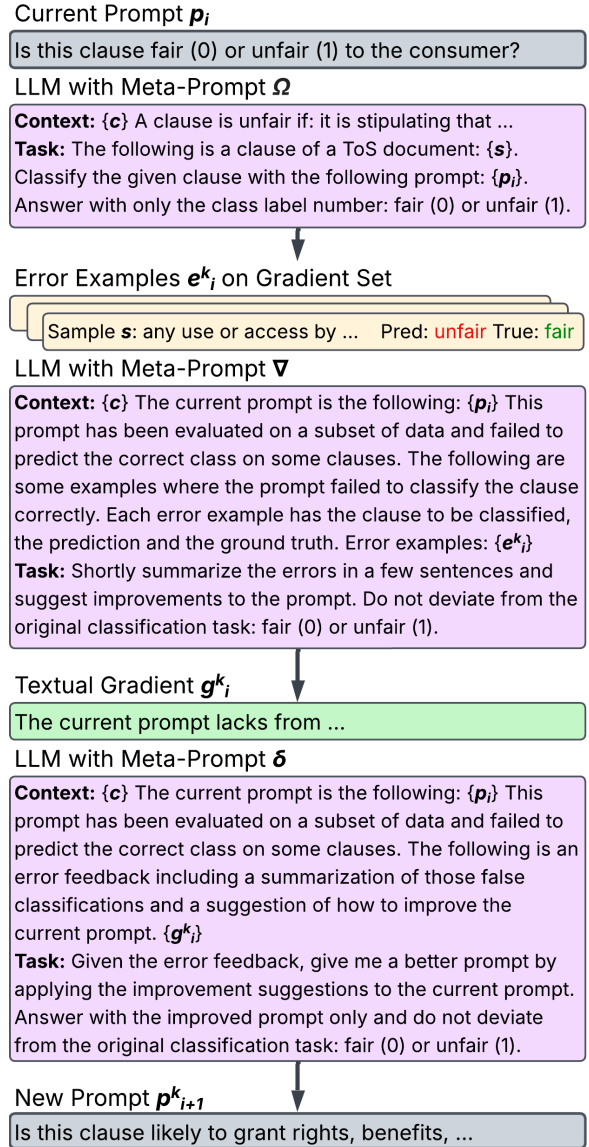 Current Prompt pᵢ
Is this clause fair (0) or unfair (1) to the consumer?
LLM with Meta-Prompt Ω
Context: {c} A clause is unfair if: it is stipulating that ...
Task: The following is a clause of a ToS document: {s}.
Classify the given clause with the following prompt: {pᵢ}.
Answer with only the class label number: fair (0) or unfair (1).
Error Examples eᵏᵢ on Gradient Set
Sample s: any use or access by ... Pred: unfair True: fair
LLM with Meta-Prompt ∇
Context: {c} The current prompt is the following: {pᵢ} This
prompt has been evaluated on a subset of data and failed to
predict the correct class on some clauses. The following are
some examples where the prompt failed to classify the clause
correctly. Each error example has the clause to be classified,
the prediction and the ground truth. Error examples: {eᵏᵢ}
Task: Shortly summarize the errors in a few sentences and
suggest improvements to the prompt. Do not deviate from the
original classification task: fair (0) or unfair (1).
Textual Gradient gᵏᵢ
The current prompt lacks from ...
LLM with Meta-Prompt δ
Context: {c} The current prompt is the following: {pᵢ} This
prompt has been evaluated on a subset of data and failed to
predict the correct class on some clauses. The following is an
error feedback including a summarization of those false
classifications and a suggestion of how to improve the
current prompt. {gᵏᵢ}
Task: Given the error feedback, give me a better prompt by
applying the improvement suggestions to the current prompt.
Answer with the improved prompt only and do not deviate
from the original classification task: fair (0) or unfair (1).
New Prompt pᵏᵢ₊₁
Is this clause likely to grant rights, benefits, ...